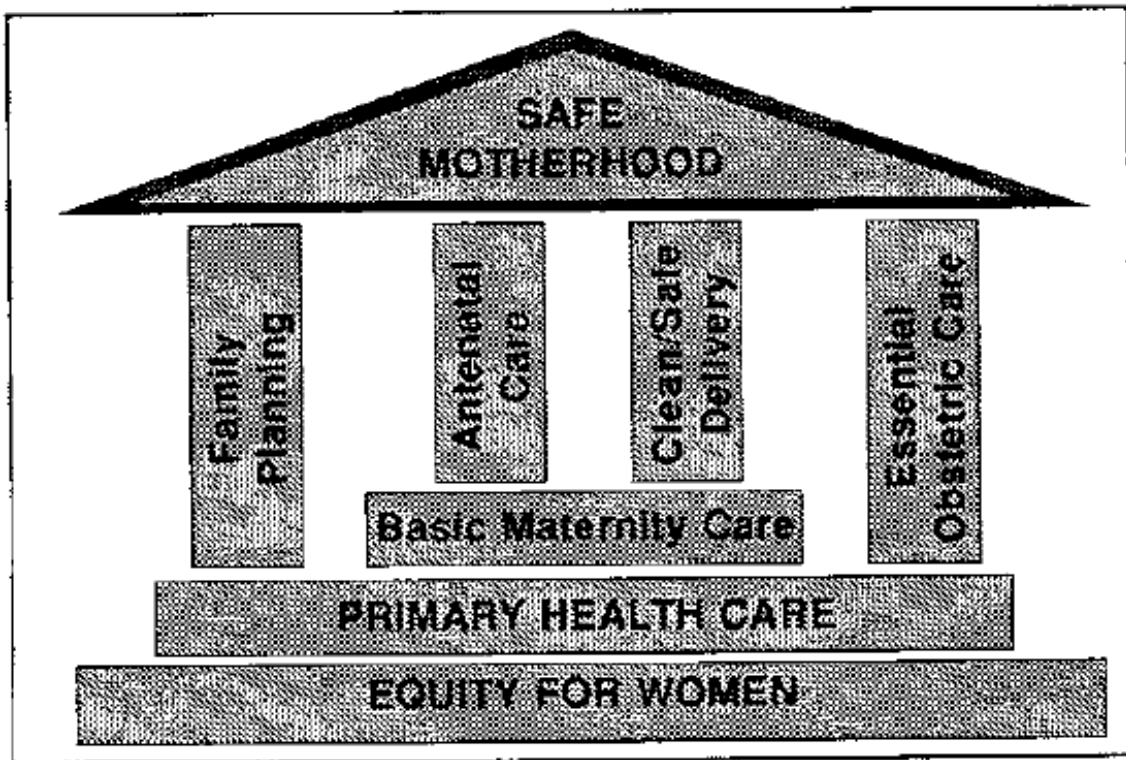 SAFE
MOTHERHOOD
Family
Planning
Antenatal
Care
Clean/Safe
Delivery
Essential
Obstetric Care
Basic Maternity Care
PRIMARY HEALTH CARE
EQUITY FOR WOMEN